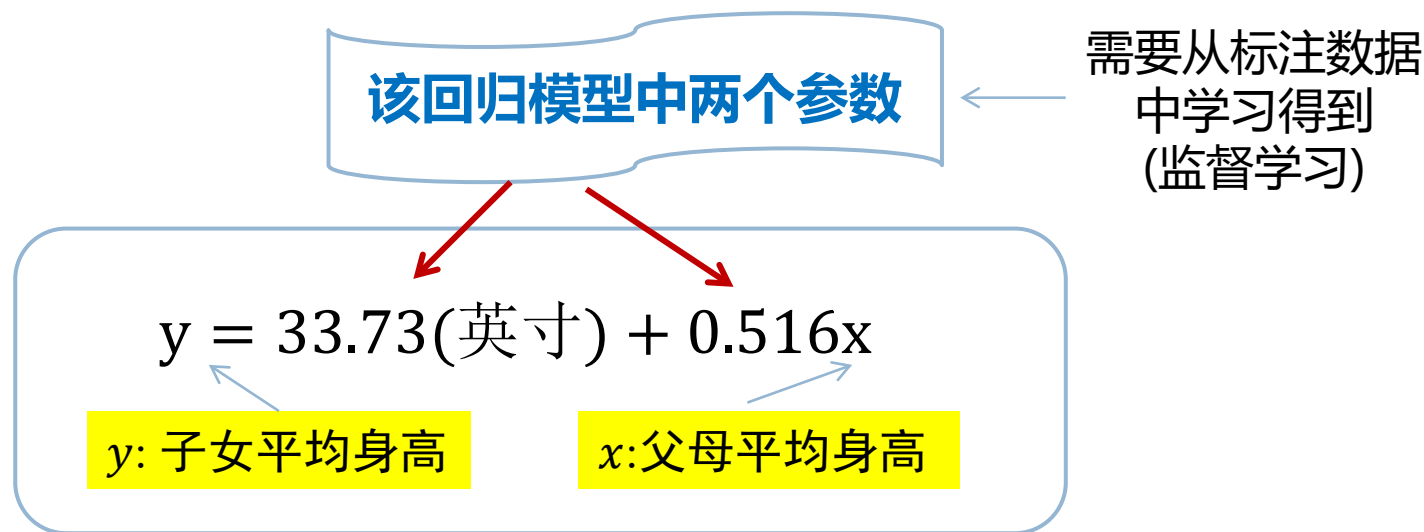 该回归模型中两个参数
需要从标注数据
中学习得到
(监督学习)
y = 33.73(英寸) + 0.516x
y: 子女平均身高
x:父母平均身高